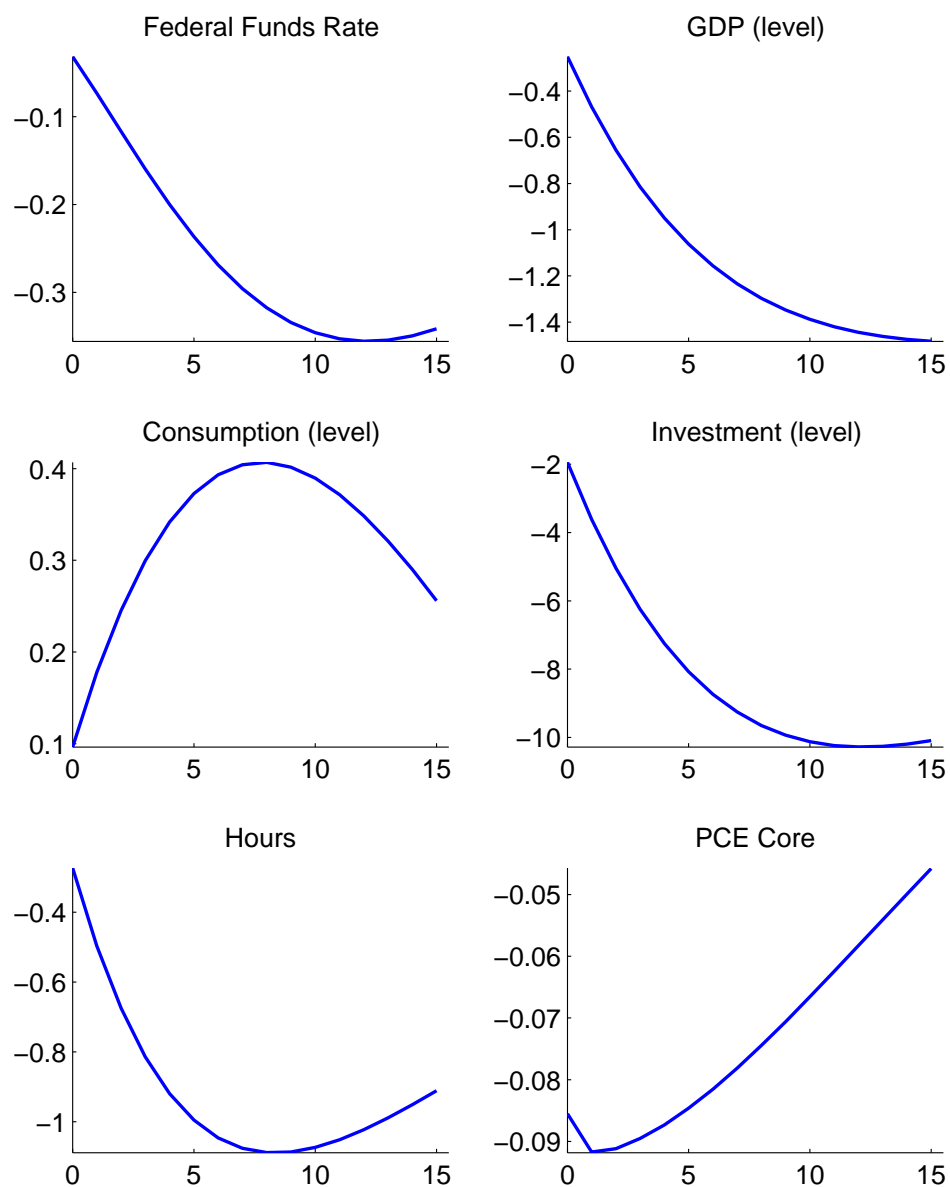 Federal Funds Rate
−0.1
−0.2
−0.3
0 5 10 15
GDP (level)
−0.4
−0.6
−0.8
−1
−1.2
−1.4
0 5 10 15
Consumption (level)
0.4
0.3
0.2
0.1
0 5 10 15
Investment (level)
−2
−4
−6
−8
−10
0 5 10 15
Hours
−0.4
−0.6
−0.8
−1
0 5 10 15
PCE Core
−0.05
−0.06
−0.07
−0.08
−0.09
0 5 10 15